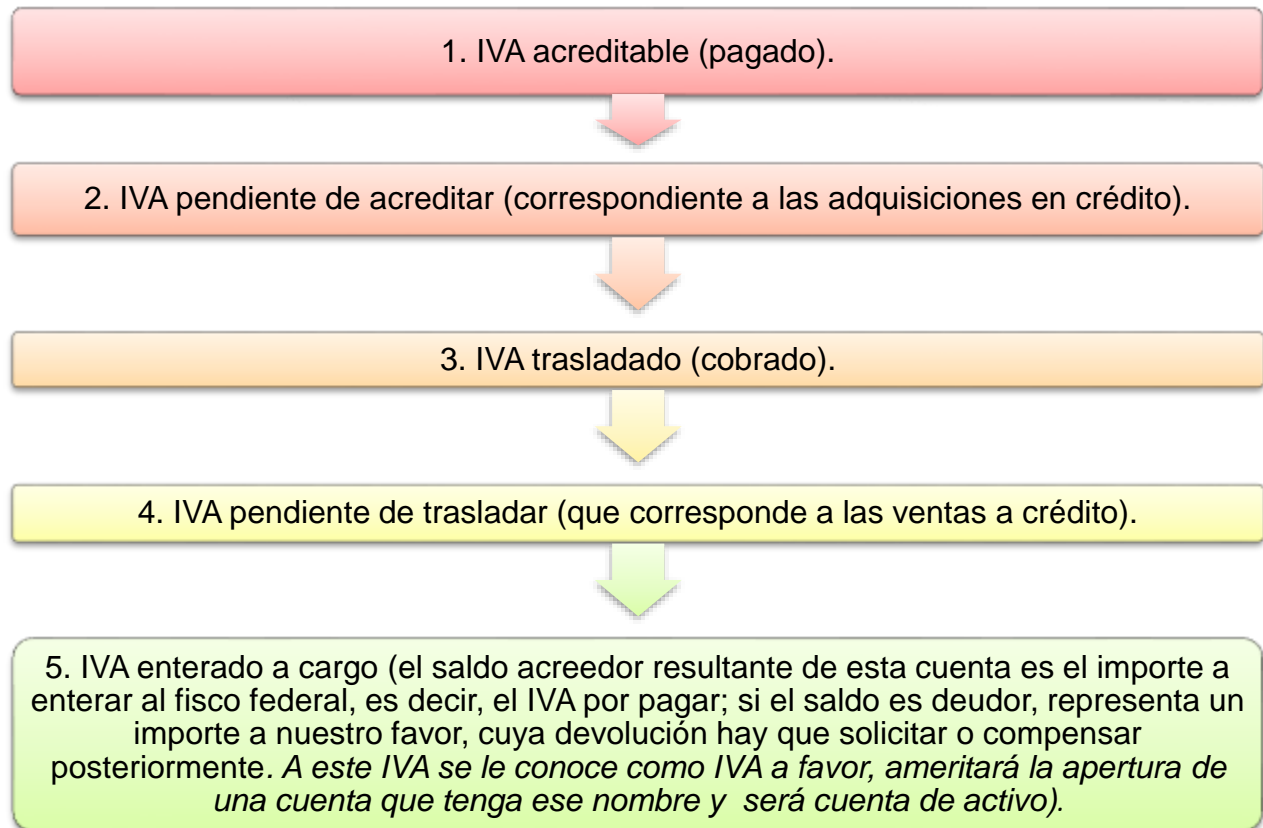 1. IVA acreditable (pagado).
2. IVA pendiente de acreditar (correspondiente a las adquisiciones en crédito).
3. IVA trasladado (cobrado).
4. IVA pendiente de trasladar (que corresponde a las ventas a crédito).
5. IVA enterado a cargo (el saldo acreedor resultante de esta cuenta es el importe a
enterar al fisco federal, es decir, el IVA por pagar; si el saldo es deudor, representa un
importe a nuestro favor, cuya devolución hay que solicitar o compensar
posteriormente. A este IVA se le conoce como IVA a favor, ameritará la apertura de
una cuenta que tenga ese nombre y será cuenta de activo).